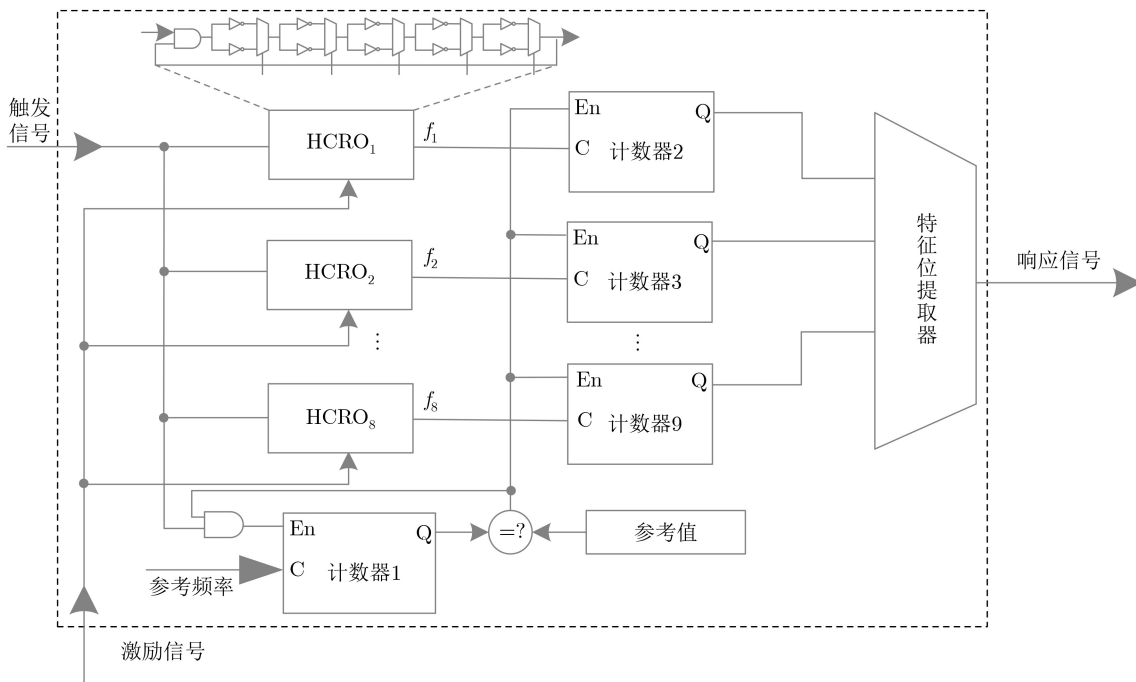 触发
信号
HCRO₁
f₁
En
Q
C
计数器2
HCRO₂
f₂
En
Q
C
计数器3
⋮
⋮
HCRO₈
f₈
En
Q
C
计数器9
特征位提取器
响应信号
En
Q
C
计数器1
=?
参考值
参考频率
激励信号